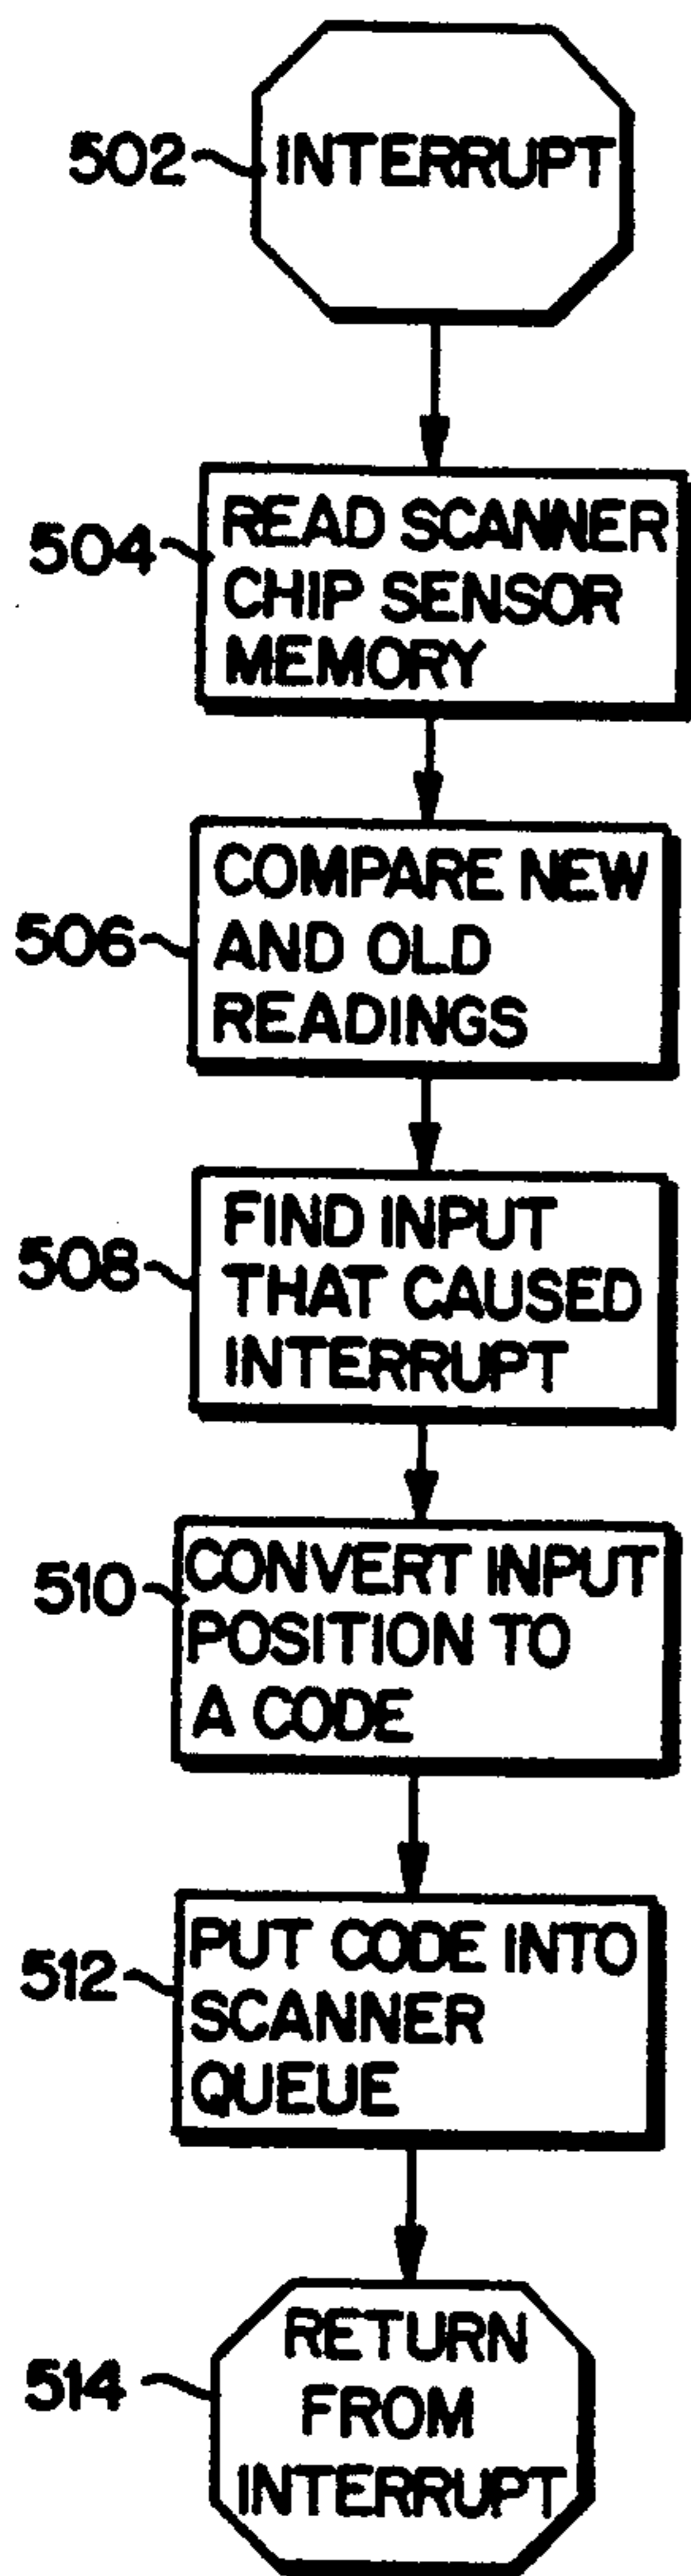 502 INTERRUPT
504 READ SCANNER
CHIP SENSOR
MEMORY
506 COMPARE NEW
AND OLD
READINGS
508 FIND INPUT
THAT CAUSED
INTERRUPT
510 CONVERT INPUT
POSITION TO
A CODE
512 PUT CODE INTO
SCANNER
QUEUE
514 RETURN
FROM
INTERRUPT